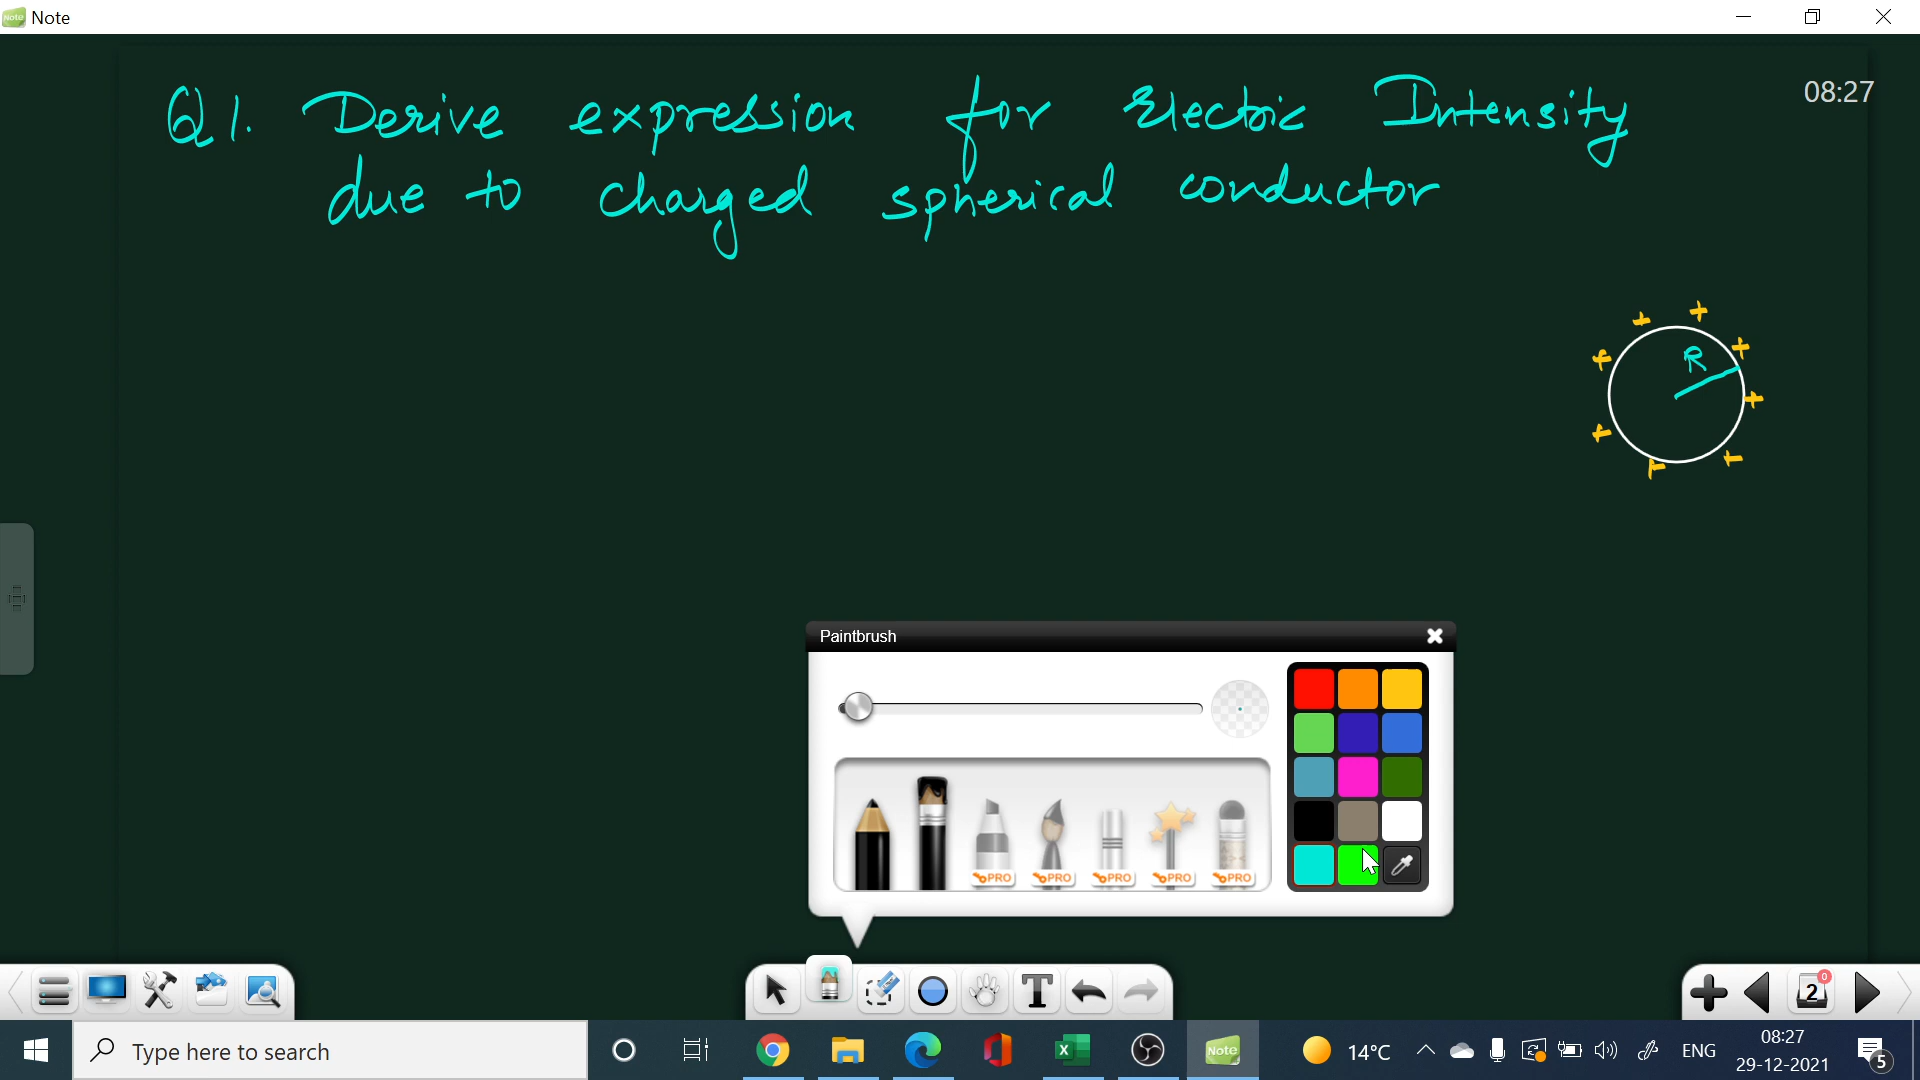 Note
08:27
Q1. Derive expression for Electric Intensity
due to charged spherical conductor
R
Paintbrush
PRO PRO PRO PRO PRO
T
0
2
Type here to search
Note
14°C
ENG
08:27
29-12-2021
5